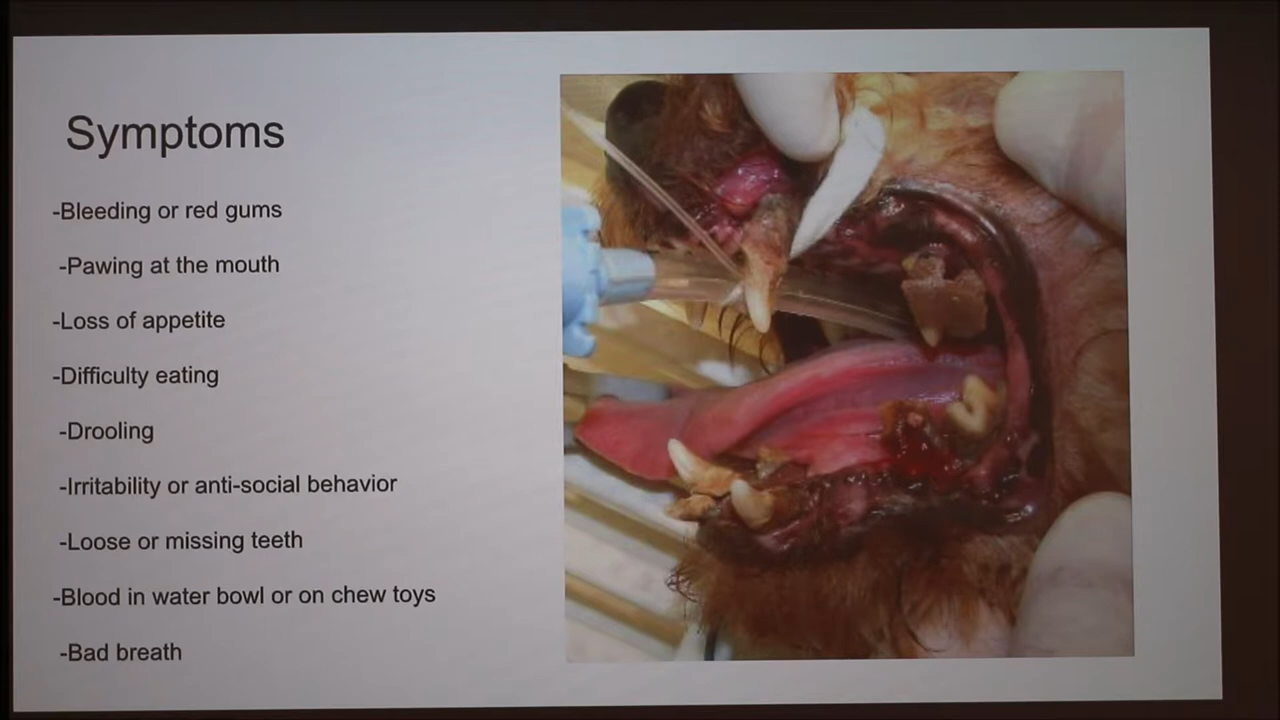 Symptoms
-Bleeding or red gums
-Pawing at the mouth
-Loss of appetite
-Difficulty eating
-Drooling
-Irritability or anti-social behavior
-Loose or missing teeth
-Blood in water bowl or on chew toys
-Bad breath